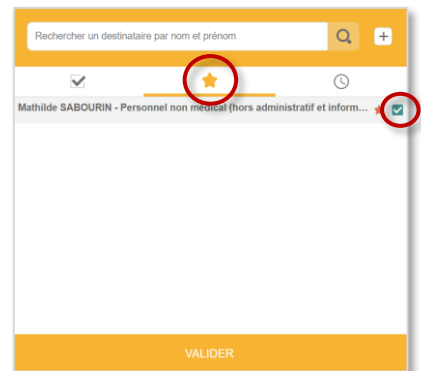 Rechercher un destinataire par nom et prénom
Mathilde SABOURIN - Personnel non médical (hors administratif et inform...
VALIDER